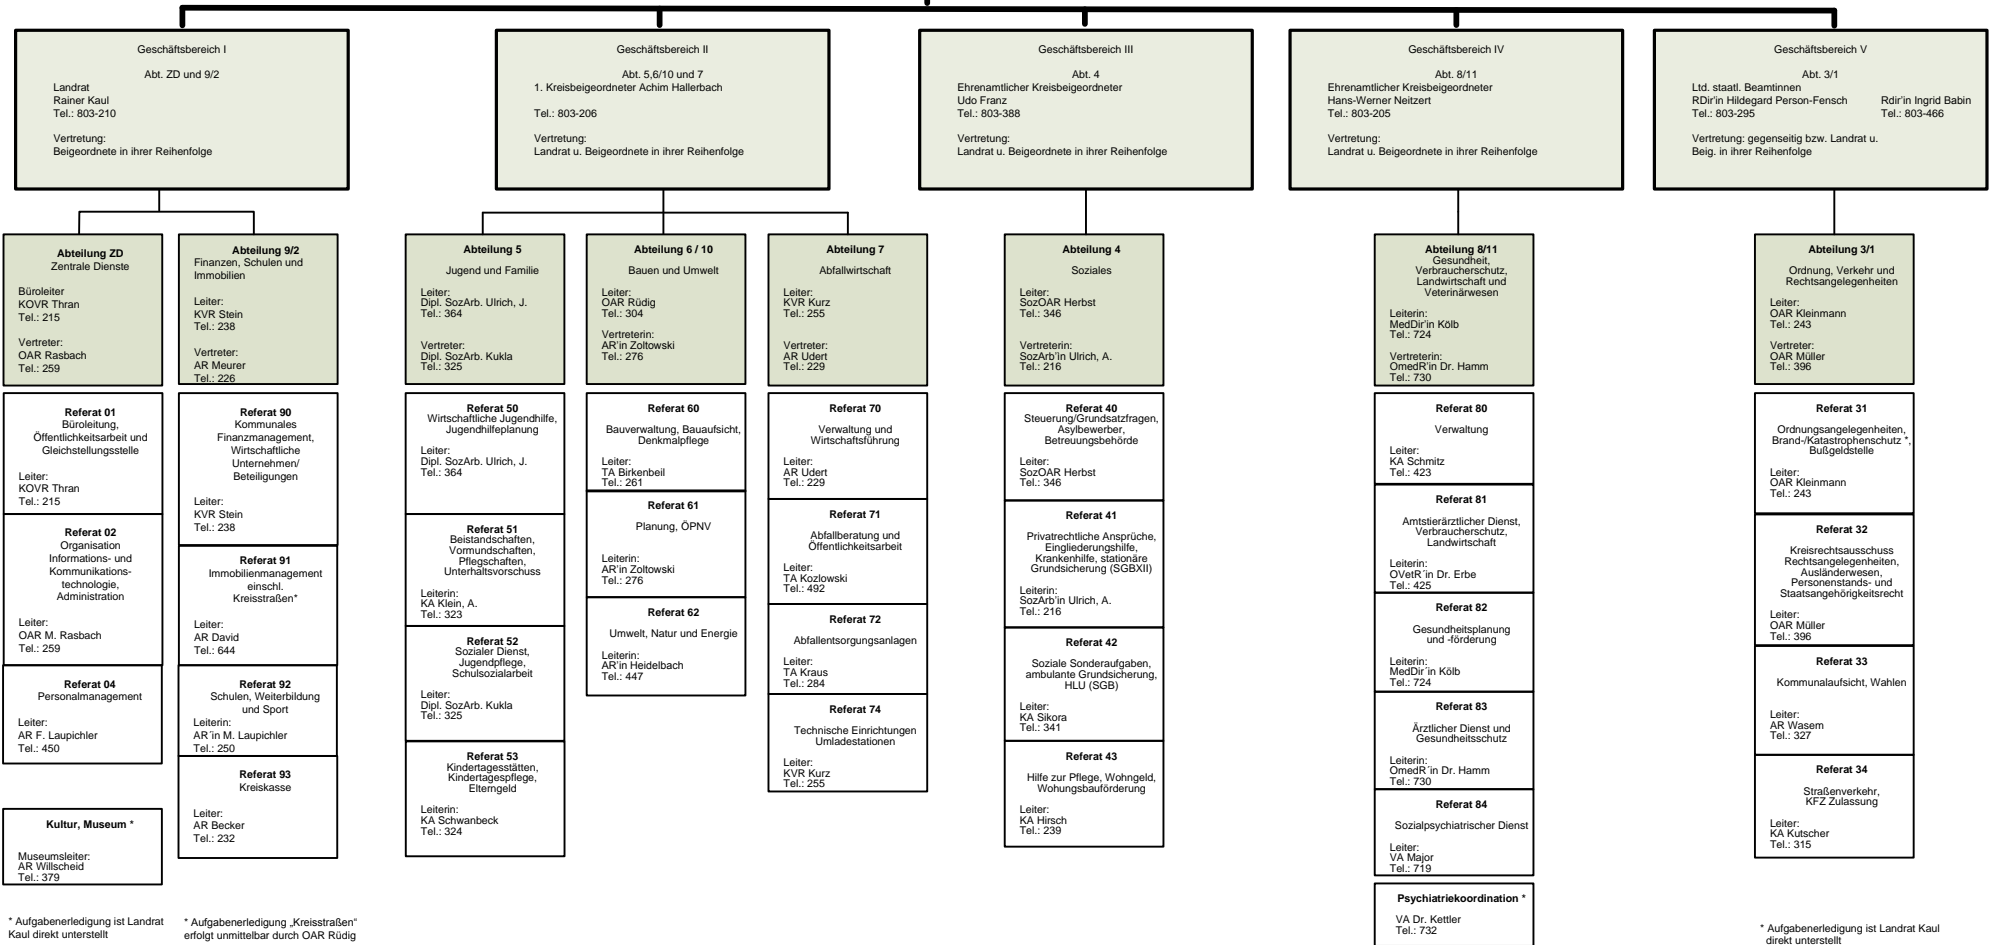 Geschäftsbereich I
Abt. ZD und 9/2
Landrat
Rainer Kaul
Tel.: 803-210
Vertretung:
Beigeordnete in ihrer Reihenfolge
Geschäftsbereich II
Abt. 5,6/10 und 7
1. Kreisbeigeordneter Achim Hallerbach
Tel.: 803-206
Vertretung:
Landrat u. Beigeordnete in ihrer Reihenfolge
Geschäftsbereich III
Abt. 4
Ehrenamtlicher Kreisbeigeordneter
Udo Franz
Tel.: 803-388
Vertretung:
Landrat u. Beigeordnete in ihrer Reihenfolge
Geschäftsbereich IV
Abt. 8/11
Ehrenamtlicher Kreisbeigeordneter
Hans-Werner Neitzert
Tel.: 803-205
Vertretung:
Landrat u. Beigeordnete in ihrer Reihenfolge
Geschäftsbereich V
Abt. 3/1
Ltd. staatl. Beamtinnen
RDir'in Hildegard Person-Fensch Rdir'in Ingrid Babin
Tel.: 803-295 Tel.: 803-466
Vertretung: gegenseitig bzw. Landrat u.
Beig. in ihrer Reihenfolge
Abteilung ZD
Zentrale Dienste
Büroleiter
KOVR Thran
Tel.: 215
Vertreter:
OAR Rasbach
Tel.: 259
Referat 01
Büroleitung,
Öffentlichkeitsarbeit und
Gleichstellungsstelle
Leiter:
KOVR Thran
Tel.: 215
Referat 02
Organisation
Informations- und
Kommunikations-
technologie,
Administration
Leiter:
OAR M. Rasbach
Tel.: 259
Referat 04
Personalmanagement
Leiter:
AR F. Laupichler
Tel.: 450
Kultur, Museum *
Museumsleiter:
AR Willscheid
Tel.: 379
* Aufgabenerledigung ist Landrat
Kaul direkt unterstellt
Abteilung 9/2
Finanzen, Schulen und
Immobilien
Leiter:
KVR Stein
Tel.: 238
Vertreter:
AR Meurer
Tel.: 226
Referat 90
Kommunales
Finanzmanagement,
Wirtschaftliche
Unternehmen/
Beteiligungen
Leiter:
KVR Stein
Tel.: 238
Referat 91
Immobilienmanagement
einschl.
Kreisstraßen*
Leiter:
AR David
Tel.: 644
Referat 92
Schulen, Weiterbildung
und Sport
Leiterin:
AR´in M. Laupichler
Tel.: 250
Referat 93
Kreiskasse
Leiter:
AR Becker
Tel.: 232
* Aufgabenerledigung „Kreisstraßen“
erfolgt unmittelbar durch OAR Rüdig
Abteilung 5
Jugend und Familie
Leiter:
Dipl. SozArb. Ulrich, J.
Tel.: 364
Vertreter:
Dipl. SozArb. Kukla
Tel.: 325
Referat 50
Wirtschaftliche Jugendhilfe,
Jugendhilfeplanung
Leiter:
Dipl. SozArb. Ulrich, J.
Tel.: 364
Referat 51
Beistandschaften,
Vormundschaften,
Pflegschaften,
Unterhaltsvorschuss
Leiterin:
KA Klein, A.
Tel.: 323
Referat 52
Sozialer Dienst,
Jugendpflege,
Schulsozialarbeit
Leiter:
Dipl. SozArb. Kukla
Tel.: 325
Referat 53
Kindertagesstätten,
Kindertagespflege,
Elterngeld
Leiterin:
KA Schwanbeck
Tel.: 324
Abteilung 6 / 10
Bauen und Umwelt
Leiter:
OAR Rüdig
Tel.: 304
Vertreterin:
AR'in Zoltowski
Tel.: 276
Referat 60
Bauverwaltung, Bauaufsicht,
Denkmalpflege
Leiter:
TA Birkenbeil
Tel.: 261
Referat 61
Planung, ÖPNV
Leiterin:
AR'in Zoltowski
Tel.: 276
Referat 62
Umwelt, Natur und Energie
Leiterin:
AR'in Heidelbach
Tel.: 447
Abteilung 7
Abfallwirtschaft
Leiter:
KVR Kurz
Tel.: 255
Vertreter:
AR Udert
Tel.: 229
Referat 70
Verwaltung und
Wirtschaftsführung
Leiter:
AR Udert
Tel.: 229
Referat 71
Abfallberatung und
Öffentlichkeitsarbeit
Leiter:
TA Kozlowski
Tel.: 492
Referat 72
Abfallentsorgungsanlagen
Leiter:
TA Kraus
Tel.: 284
Referat 74
Technische Einrichtungen
Umladestationen
Leiter:
KVR Kurz
Tel.: 255
Abteilung 4
Soziales
Leiter:
SozOAR Herbst
Tel.: 346
Vertreterin:
SozArb'in Ulrich, A.
Tel.: 216
Referat 40
Steuerung/Grundsatzfragen,
Asylbewerber,
Betreuungsbehörde
Leiter:
SozOAR Herbst
Tel.: 346
Referat 41
Privatrechtliche Ansprüche,
Eingliederungshilfe,
Krankenhilfe, stationäre
Grundsicherung (SGBXII)
Leiterin:
SozArb'in Ulrich, A.
Tel.: 216
Referat 42
Soziale Sonderaufgaben,
ambulante Grundsicherung,
HLU (SGB)
Leiter:
KA Sikora
Tel.: 341
Referat 43
Hilfe zur Pflege, Wohngeld,
Wohungsbauförderung
Leiter:
KA Hirsch
Tel.: 239
Abteilung 8/11
Gesundheit,
Verbraucherschutz,
Landwirtschaft und
Veterinärwesen
Leiterin:
MedDir'in Kölb
Tel.: 724
Vertreterin:
OmedR'in Dr. Hamm
Tel.: 730
Referat 80
Verwaltung
Leiter:
KA Schmitz
Tel.: 423
Referat 81
Amtstierärztlicher Dienst,
Verbraucherschutz,
Landwirtschaft
Leiterin:
OVetR´in Dr. Erbe
Tel.: 425
Referat 82
Gesundheitsplanung
und -förderung
Leiterin:
MedDir´in Kölb
Tel.: 724
Referat 83
Ärztlicher Dienst und
Gesundheitsschutz
Leiterin:
OmedR´in Dr. Hamm
Tel.: 730
Referat 84
Sozialpsychiatrischer Dienst
Leiter:
VA Major
Tel.: 719
Psychiatriekoordination *
VA Dr. Kettler
Tel.: 732
Abteilung 3/1
Ordnung, Verkehr und
Rechtsangelegenheiten
Leiter:
OAR Kleinmann
Tel.: 243
Vertreter:
OAR Müller
Tel.: 396
Referat 31
Ordnungsangelegenheiten,
Brand-/Katastrophenschutz *,
Bußgeldstelle
Leiter:
OAR Kleinmann
Tel.: 243
Referat 32
Kreisrechtsausschuss
Rechtsangelegenheiten,
Ausländerwesen,
Personenstands- und
Staatsangehörigkeitsrecht
Leiter:
OAR Müller
Tel.: 396
Referat 33
Kommunalaufsicht, Wahlen
Leiter:
AR Wasem
Tel.: 327
Referat 34
Straßenverkehr,
KFZ Zulassung
Leiter:
KA Kutscher
Tel.: 315
* Aufgabenerledigung ist Landrat Kaul
direkt unterstellt